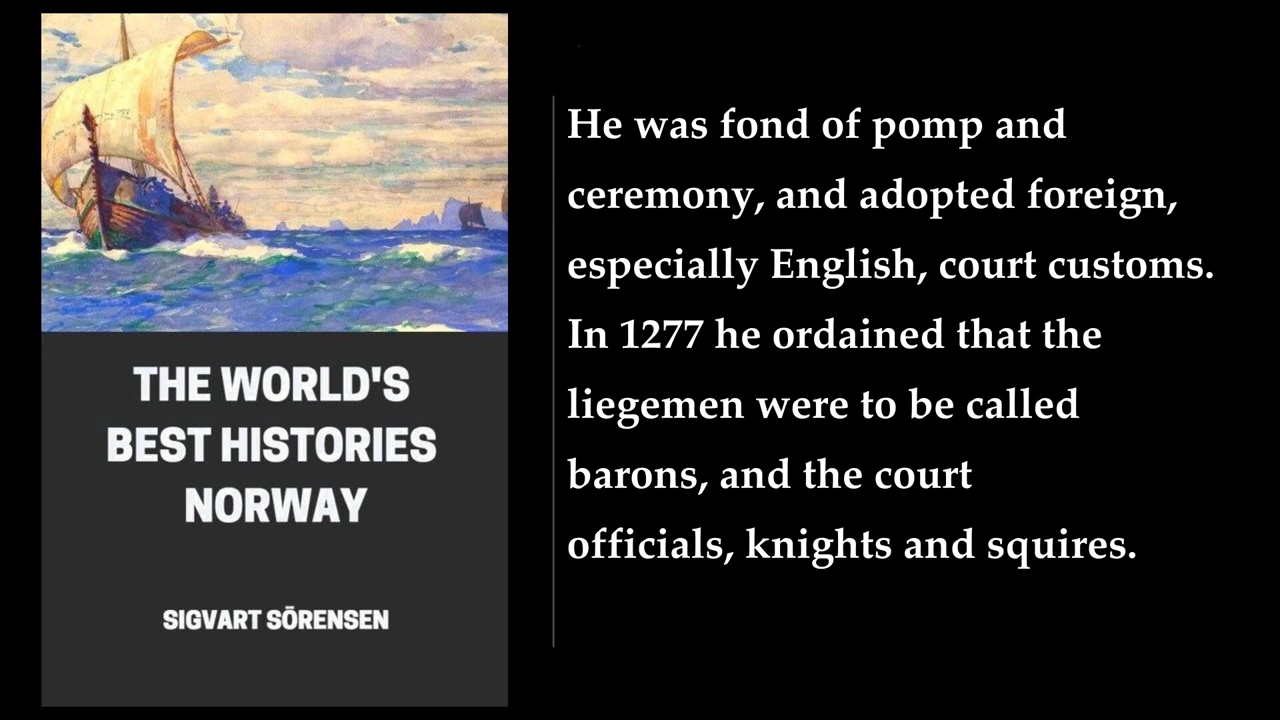 THE WORLD'S
BEST HISTORIES
NORWAY
SIGVART SÖRENSEN
He was fond of pomp and
ceremony, and adopted foreign,
especially English, court customs.
In 1277 he ordained that the
liegemen were to be called
barons, and the court
officials, knights and squires.